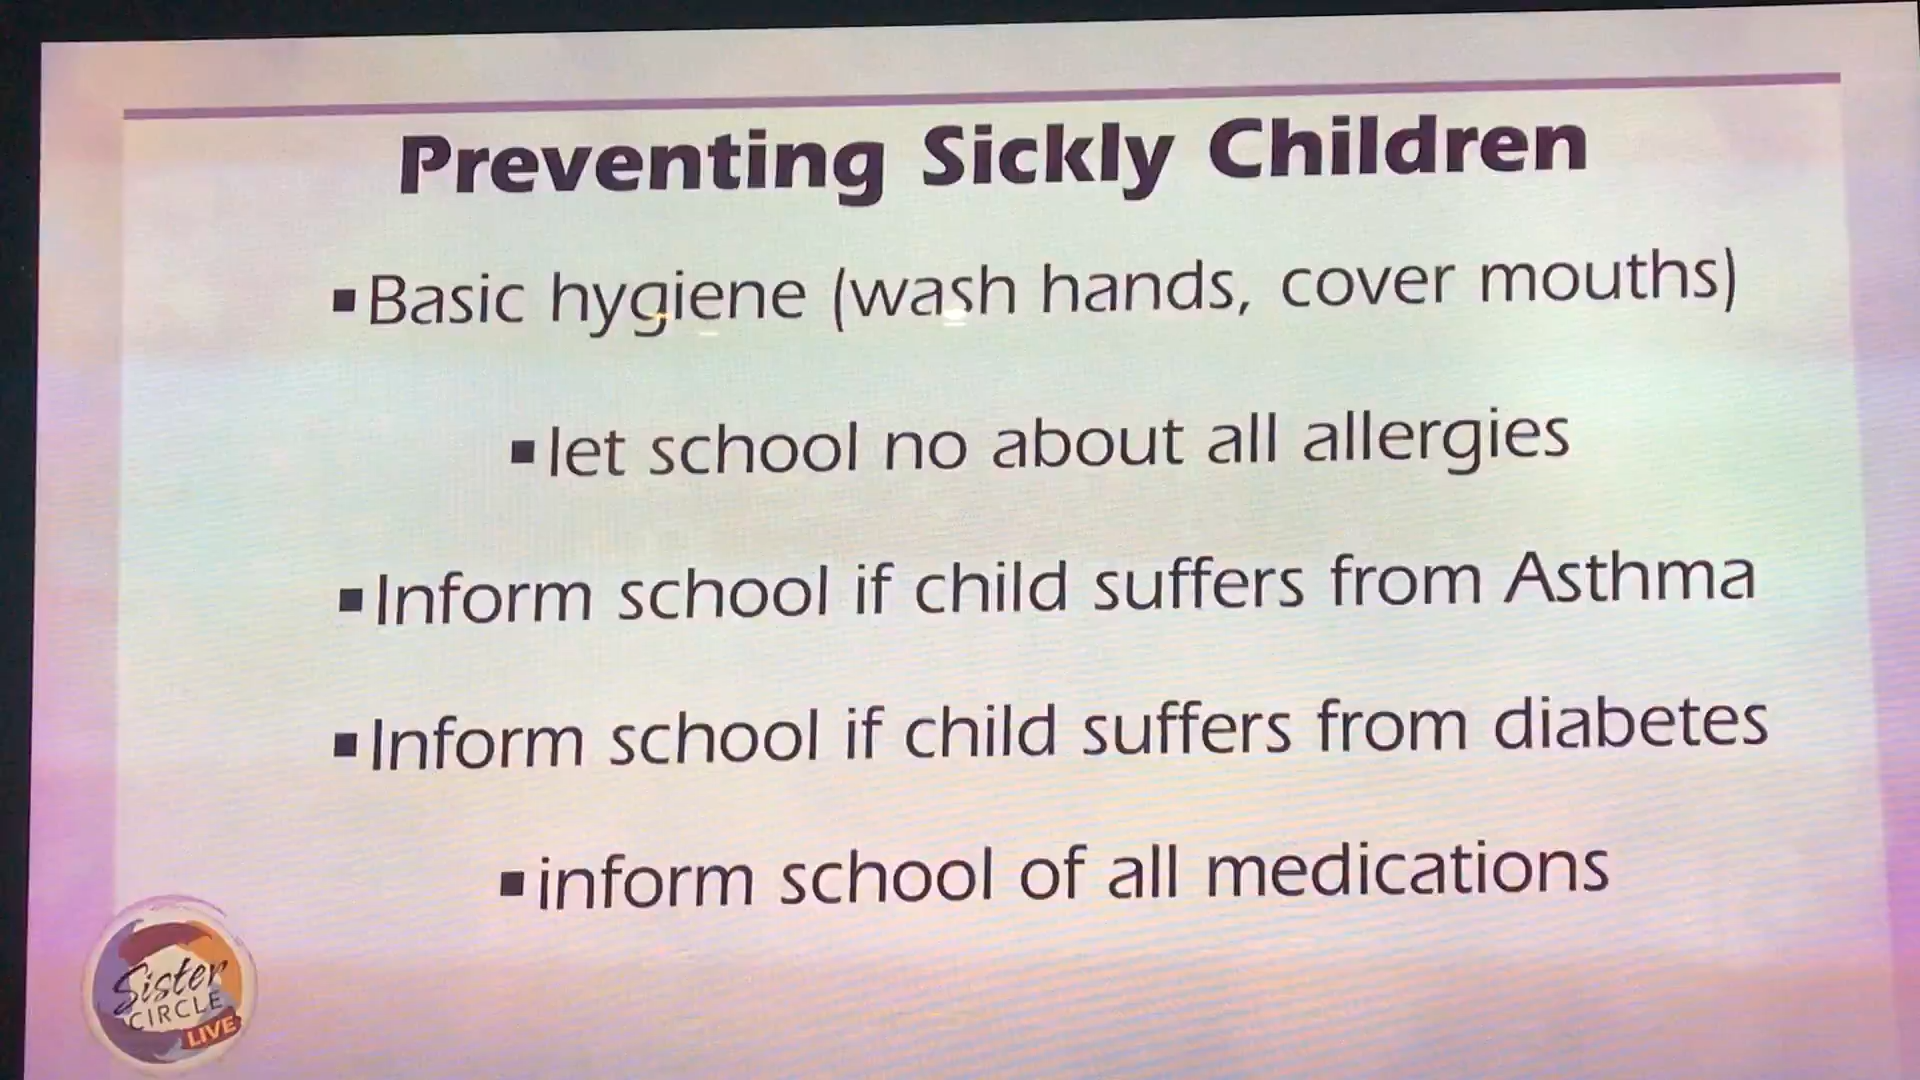 Preventing Sickly Children
▪Basic hygiene (wash hands, cover mouths)
▪let school no about all allergies
▪Inform school if child suffers from Asthma
▪Inform school if child suffers from diabetes
▪inform school of all medications
Sister
CIRCLE
LIVE